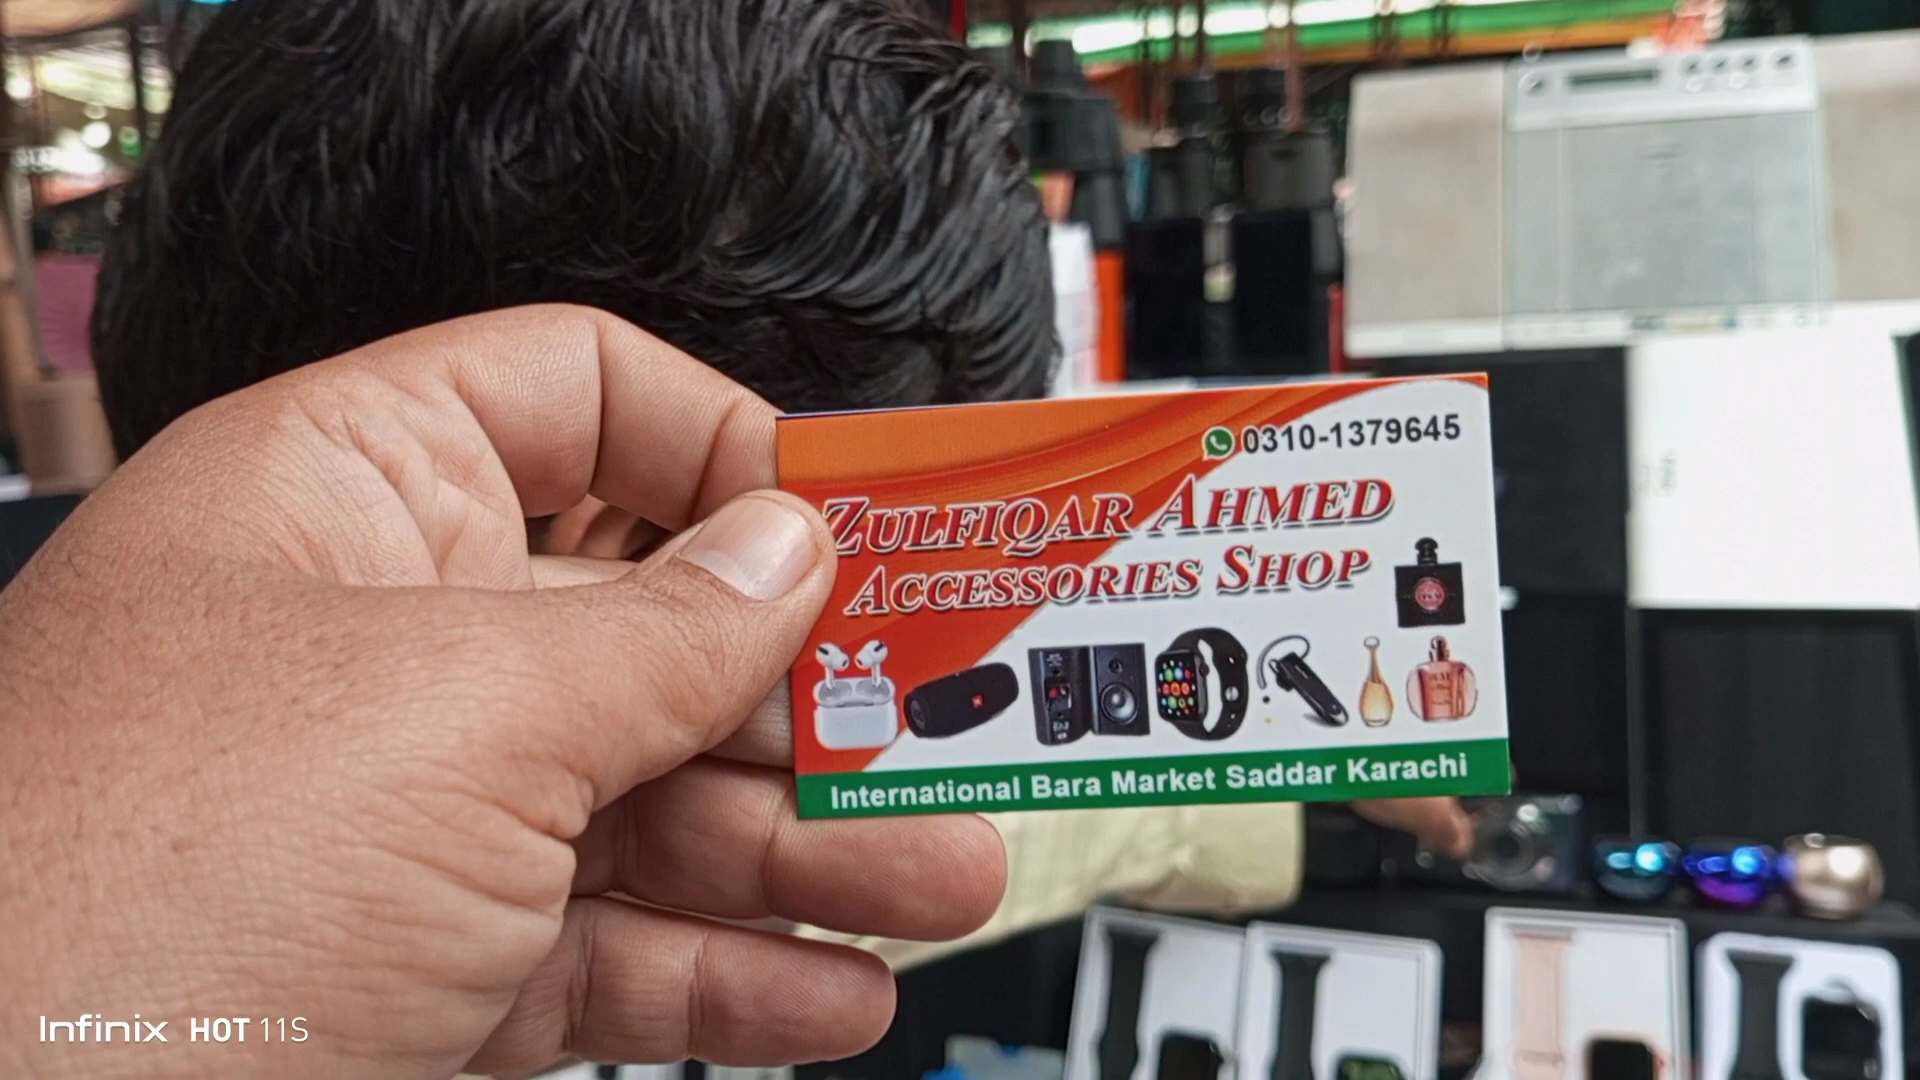 0310-1379645
ZULFIQAR AHMED
ACCESSORIES SHOP
International Bara Market Saddar Karachi
Infinix HOT 11S